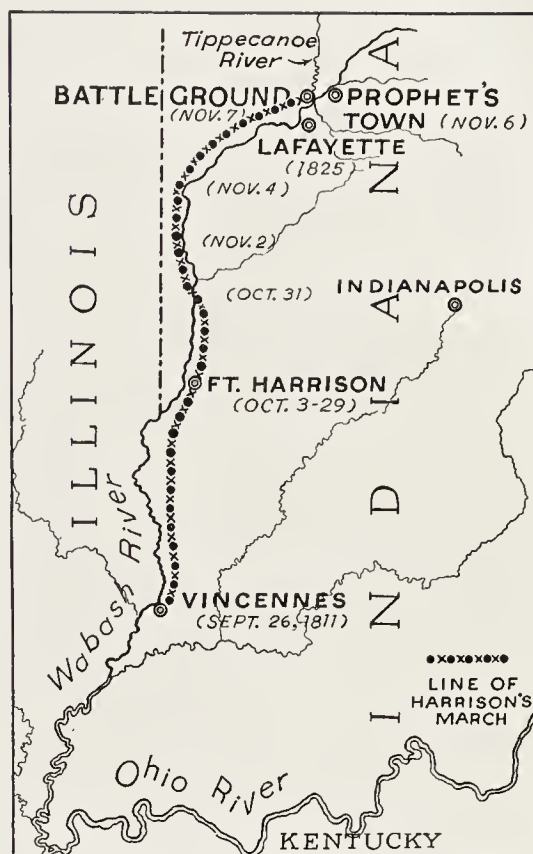 Tippecanoe
River
BATTLE GROUND
(NOV. 7)
PROPHET'S
TOWN (NOV. 6)
LAFAYETTE
(1825)
(NOV. 4)
(NOV. 2)
(OCT. 31)
INDIANAPOLIS
FT. HARRISON
(OCT. 3-29)
ILLINOIS
INDIANA
Wabash River
VINCENNES
(SEPT. 26, 1811)
LINE OF
HARRISON'S
MARCH
Ohio River
KENTUCKY